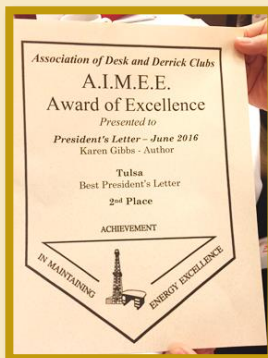 Association of Desk and Derrick Clubs
A.I.M.E.E.
Award of Excellence
Presented to
President's Letter – June 2016
Karen Gibbs - Author
Tulsa
Best President's Letter
2nd Place
ACHIEVEMENT
IN MAINTAINING
ENERGY EXCELLENCE